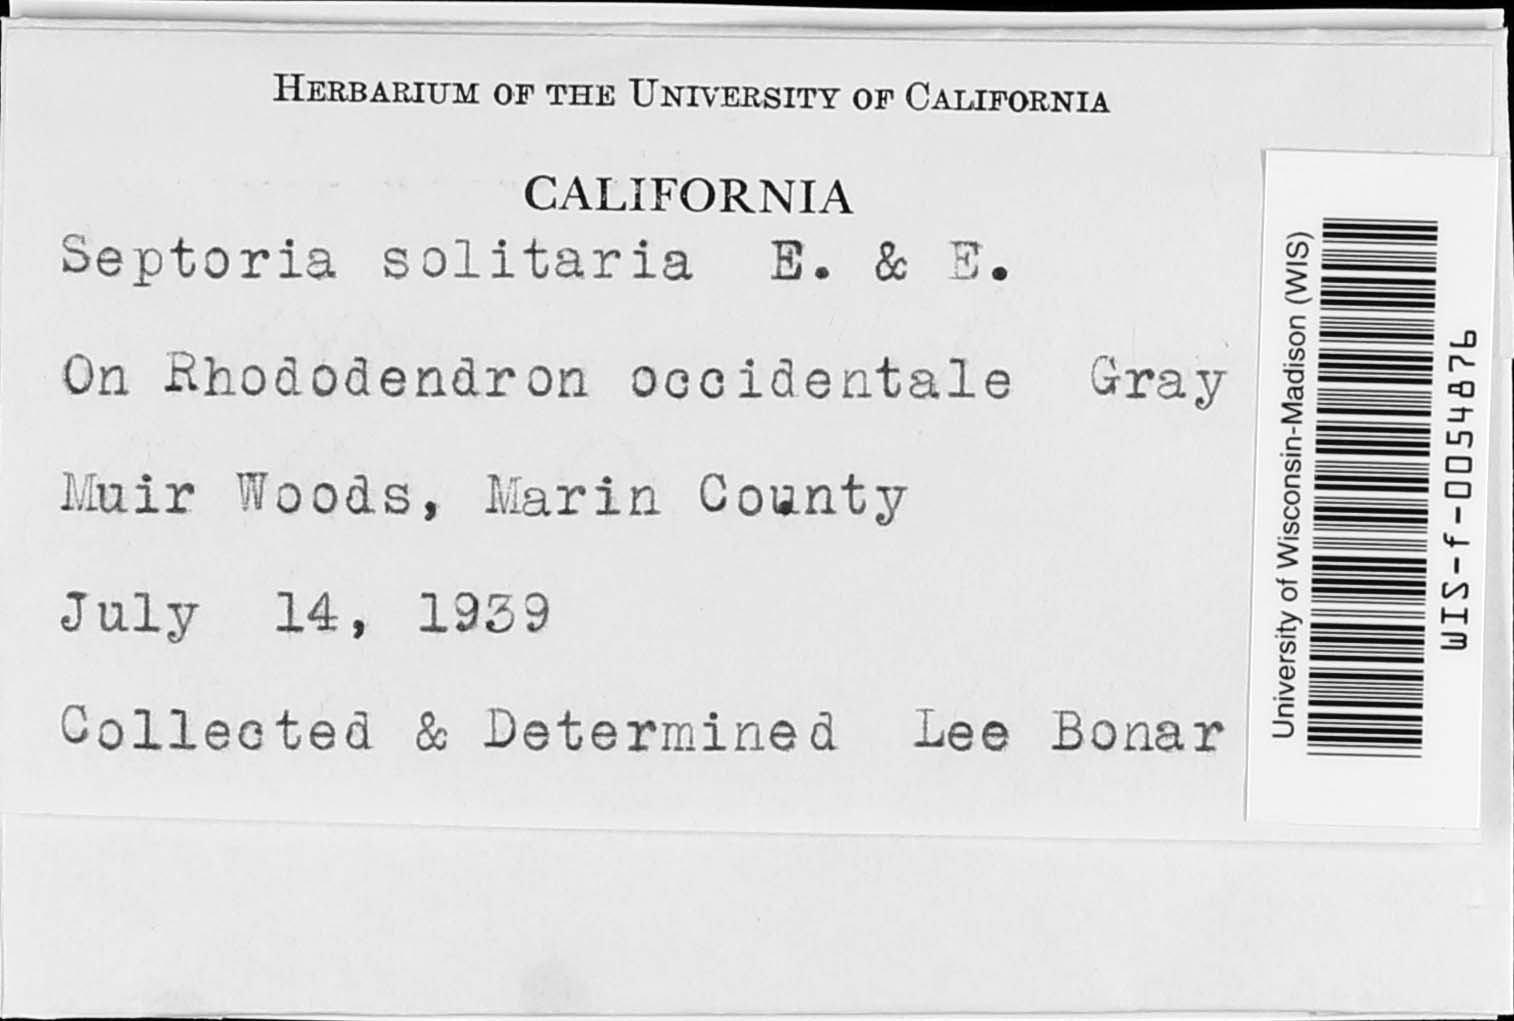 HERBARIUM OF THE UNIVERSITY OF CALIFORNIA
CALIFORNIA
Septoria solitaria E. & E.
On Rhododendron occidentale Gray
Muir Woods, Marin County
July 14, 1939
Collected & Determined Lee Bonar
University of Wisconsin-Madison (WIS)
WIS-f-0054876